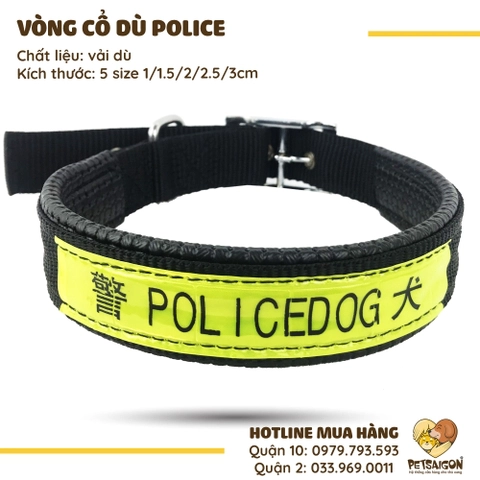 VÒNG CỔ DÙ POLICE
Chất liệu: vải dù
Kích thước: 5 size 1/1.5/2/2.5/3cm
警 POLICEDOG 犬
HOTLINE MUA HÀNG
Quận 10: 0979.793.593
Quận 2: 033.969.0011
PETSAIGON